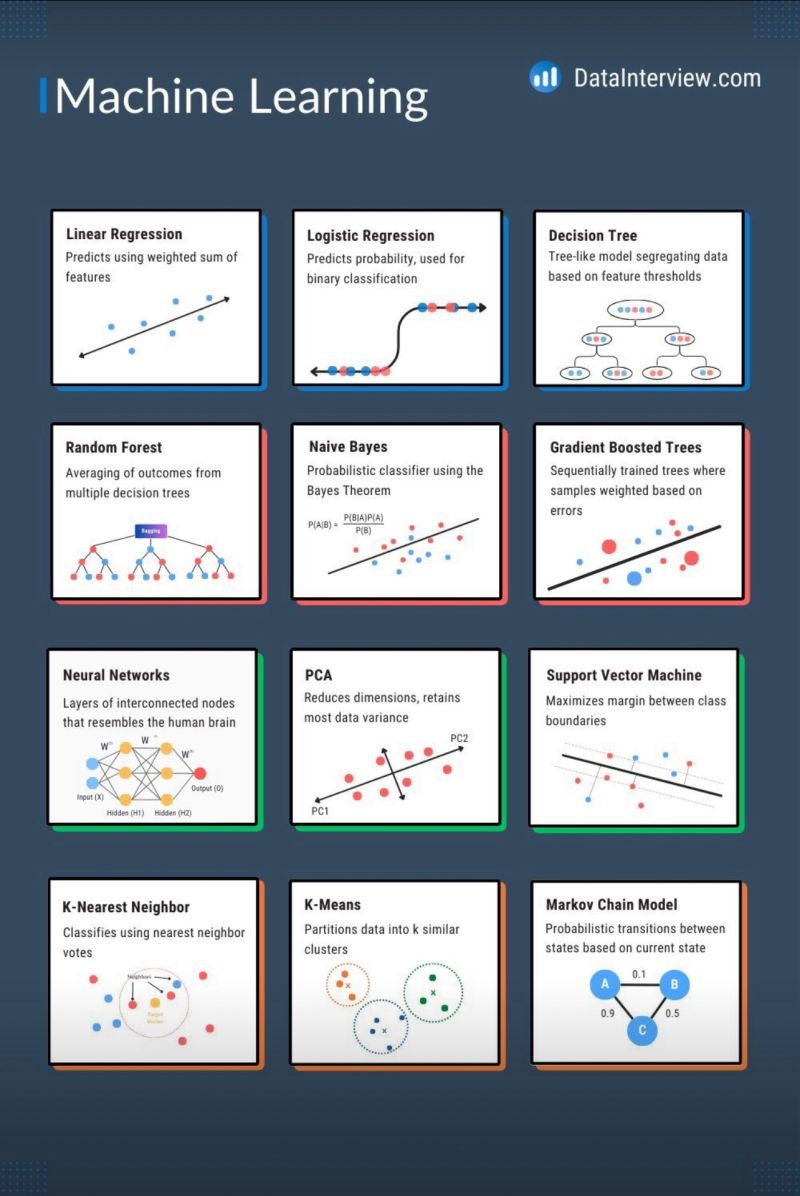 Machine Learning
DataInterview.com
Linear Regression
Predicts using weighted sum of
features
Logistic Regression
Predicts probability, used for
binary classification
Decision Tree
Tree-like model segregating data
based on feature thresholds
Random Forest
Averaging of outcomes from
multiple decision trees
Bagging
Naive Bayes
Probabilistic classifier using the
Bayes Theorem
P(A|B) = P(B|A)P(A)
P(B)
Gradient Boosted Trees
Sequentially trained trees where
samples weighted based on
errors
Neural Networks
Layers of interconnected nodes
that resembles the human brain
W W W
Input (X)
Output (O)
Hidden (H1) Hidden (H2)
PCA
Reduces dimensions, retains
most data variance
PC2
PC1
Support Vector Machine
Maximizes margin between class
boundaries
K-Nearest Neighbor
Classifies using nearest neighbor
votes
Neighbors
Target
K-Means
Partitions data into k similar
clusters
x
x
x
Markov Chain Model
Probabilistic transitions between
states based on current state
A 0.1 B
0.9 0.5
C